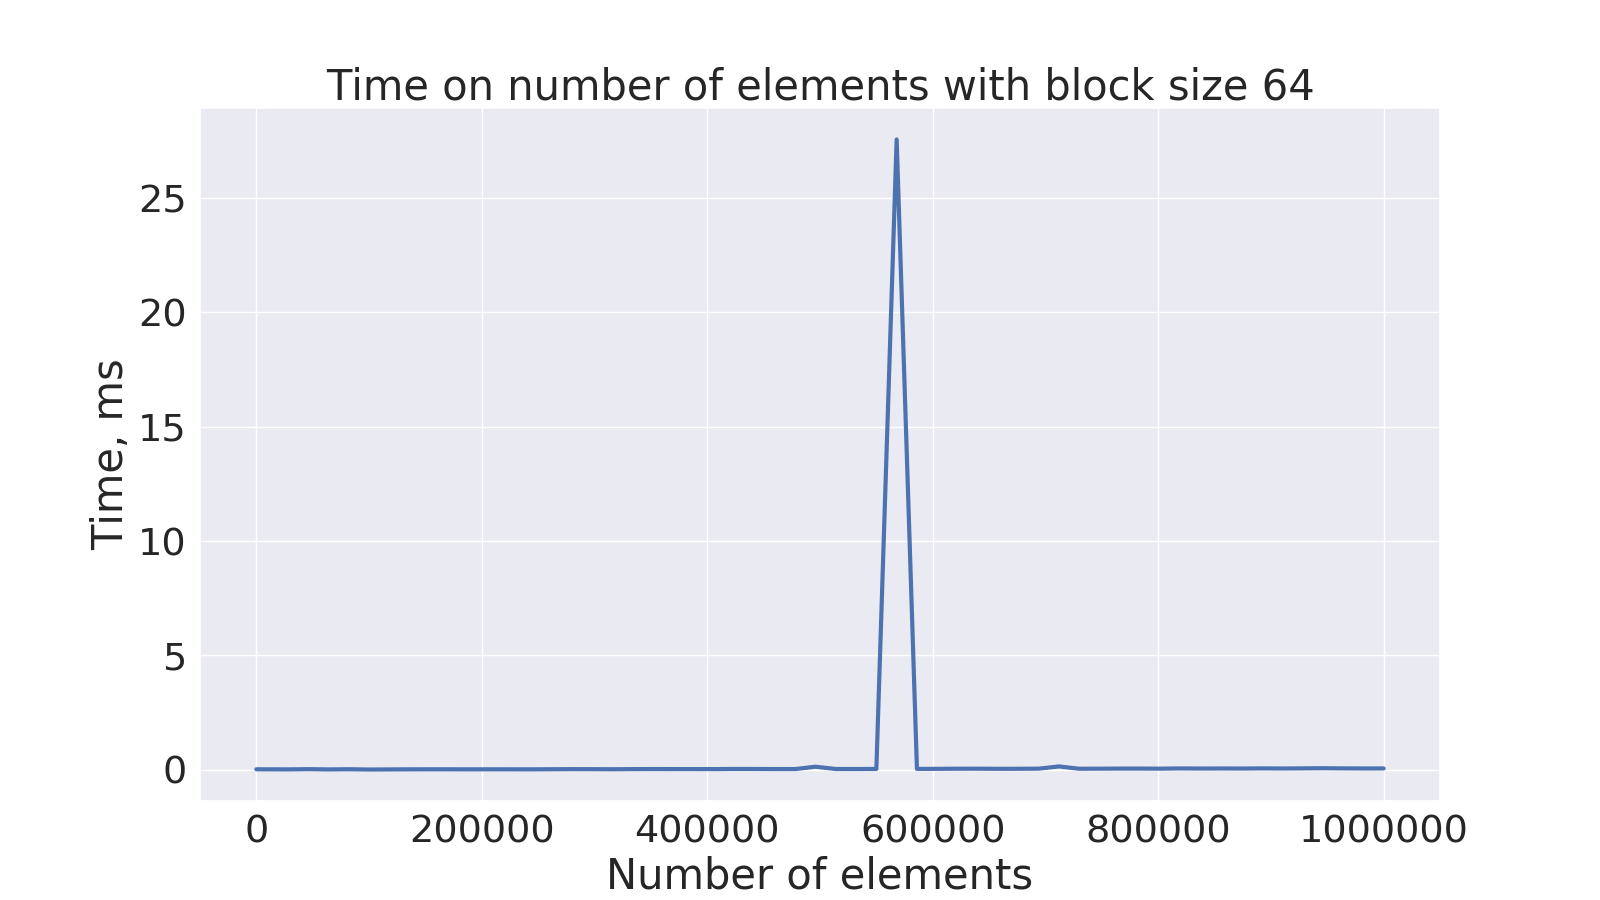 Time on number of elements with block size 64
25
20
15
10
5
0
Time, ms
0 200000 400000 600000 800000 1000000
Number of elements